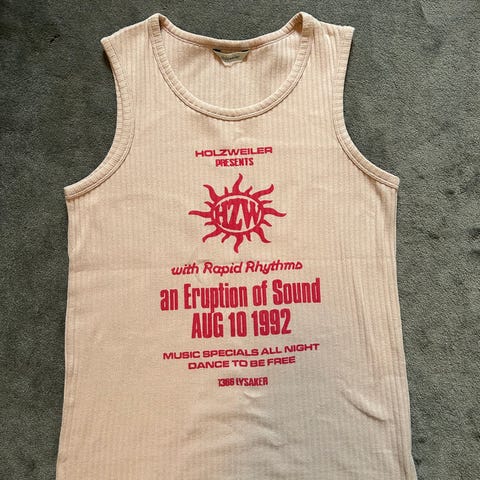 HOLZWEILER
PRESENTS
HZW
with Rapid Rhythms
an Eruption of Sound
AUG 10 1992
MUSIC SPECIALS ALL NIGHT
DANCE TO BE FREE
1366 LYSAKER